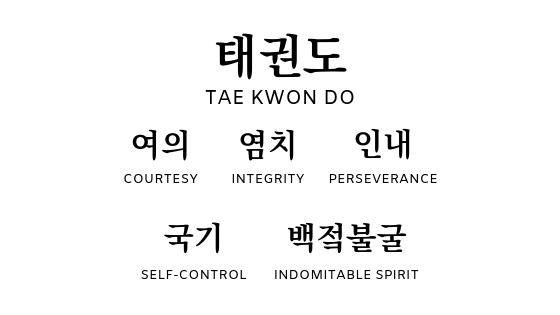 태권도
TAE KWON DO
여의 염치 인내
COURTESY INTEGRITY PERSEVERANCE
국기 백적불굴
SELF-CONTROL INDOMITABLE SPIRIT